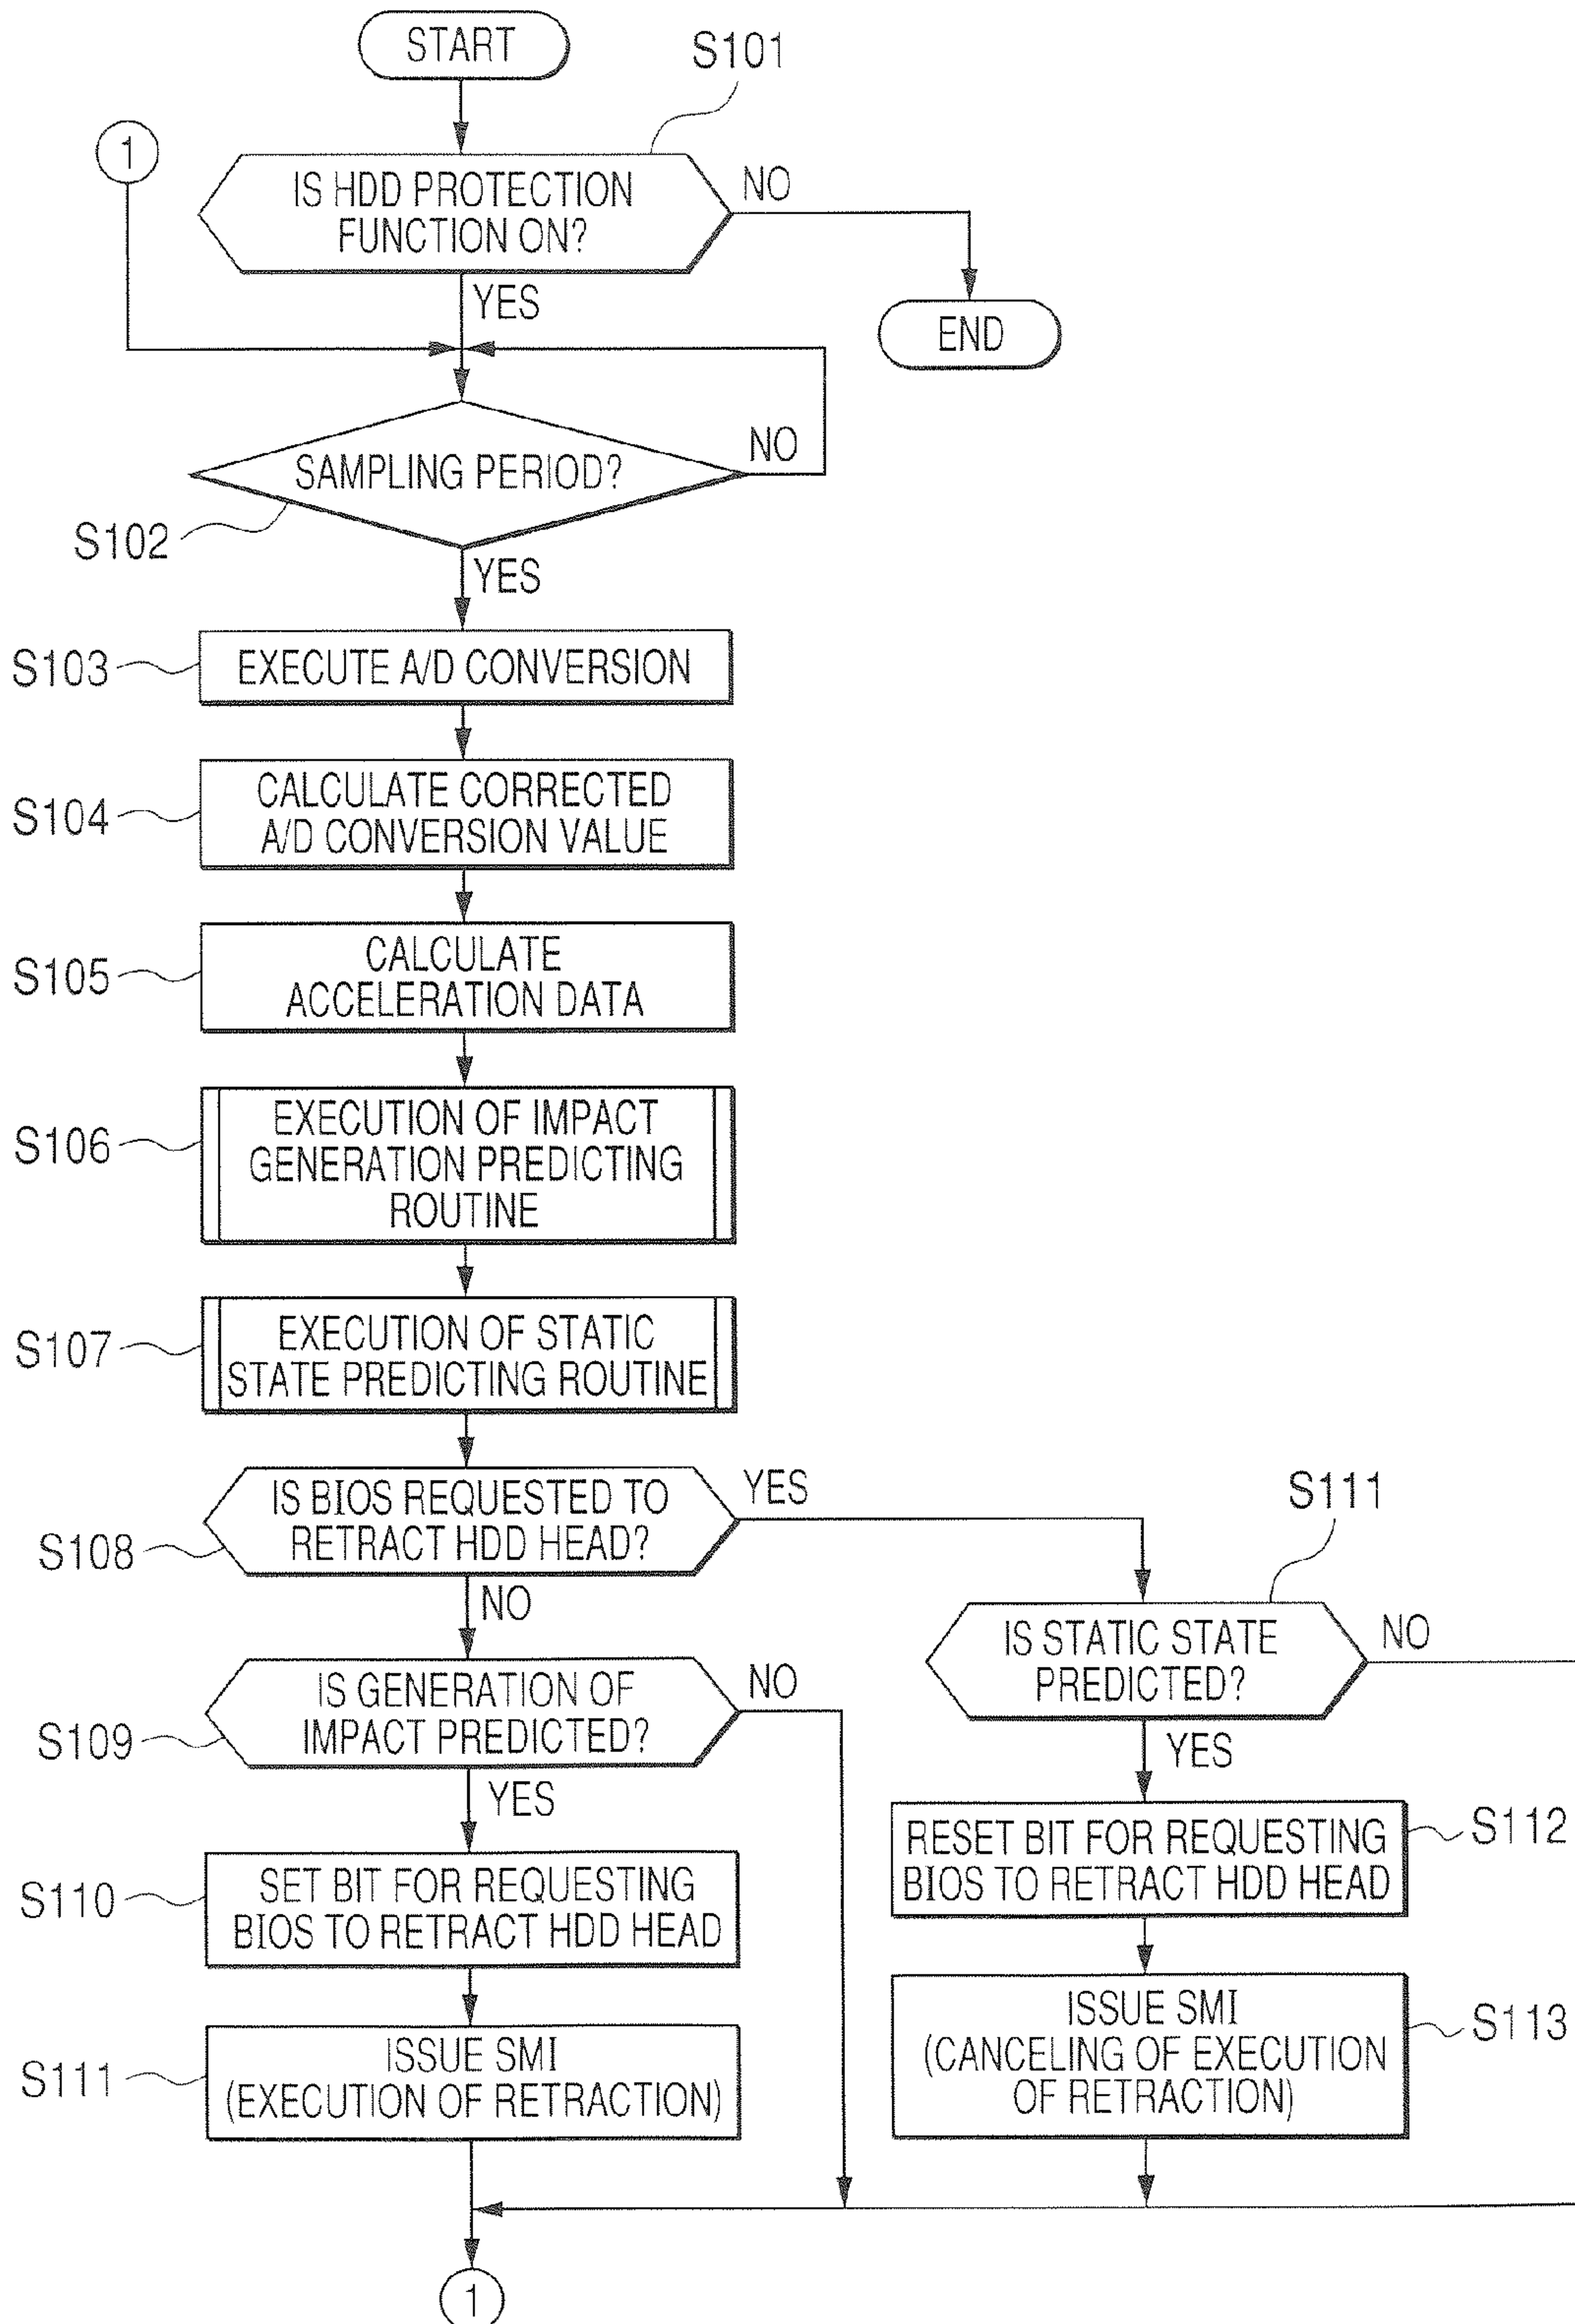 START
S101
1
IS HDD PROTECTION
FUNCTION ON?
NO
YES
END
SAMPLING PERIOD?
NO
S102
YES
S103
EXECUTE A/D CONVERSION
S104
CALCULATE CORRECTED
A/D CONVERSION VALUE
S105
CALCULATE
ACCELERATION DATA
S106
EXECUTION OF IMPACT
GENERATION PREDICTING
ROUTINE
S107
EXECUTION OF STATIC
STATE PREDICTING ROUTINE
S108
IS BIOS REQUESTED TO
RETRACT HDD HEAD?
YES
NO
S111
IS STATIC STATE
PREDICTED?
NO
YES
S109
IS GENERATION OF
IMPACT PREDICTED?
NO
YES
S112
RESET BIT FOR REQUESTING
BIOS TO RETRACT HDD HEAD
S110
SET BIT FOR REQUESTING
BIOS TO RETRACT HDD HEAD
S113
ISSUE SMI
(CANCELING OF EXECUTION
OF RETRACTION)
S111
ISSUE SMI
(EXECUTION OF RETRACTION)
1